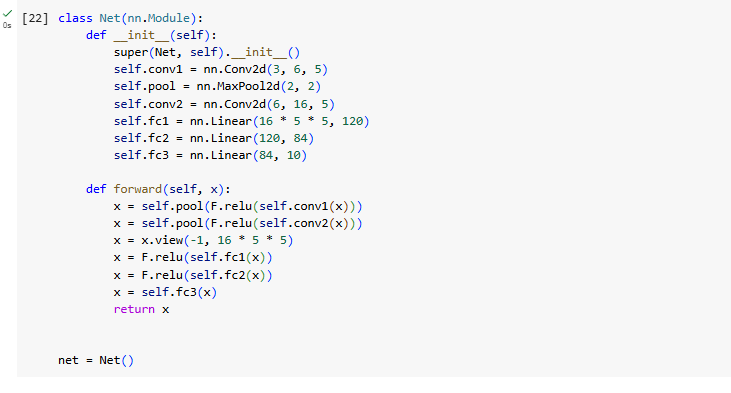 [22] class Net(nn.Module):
    def __init__(self):
        super(Net, self).__init__()
        self.conv1 = nn.Conv2d(3, 6, 5)
        self.pool = nn.MaxPool2d(2, 2)
        self.conv2 = nn.Conv2d(6, 16, 5)
        self.fc1 = nn.Linear(16 * 5 * 5, 120)
        self.fc2 = nn.Linear(120, 84)
        self.fc3 = nn.Linear(84, 10)
0s
    def forward(self, x):
        x = self.pool(F.relu(self.conv1(x)))
        x = self.pool(F.relu(self.conv2(x)))
        x = x.view(-1, 16 * 5 * 5)
        x = F.relu(self.fc1(x))
        x = F.relu(self.fc2(x))
        x = self.fc3(x)
        return x
net = Net()